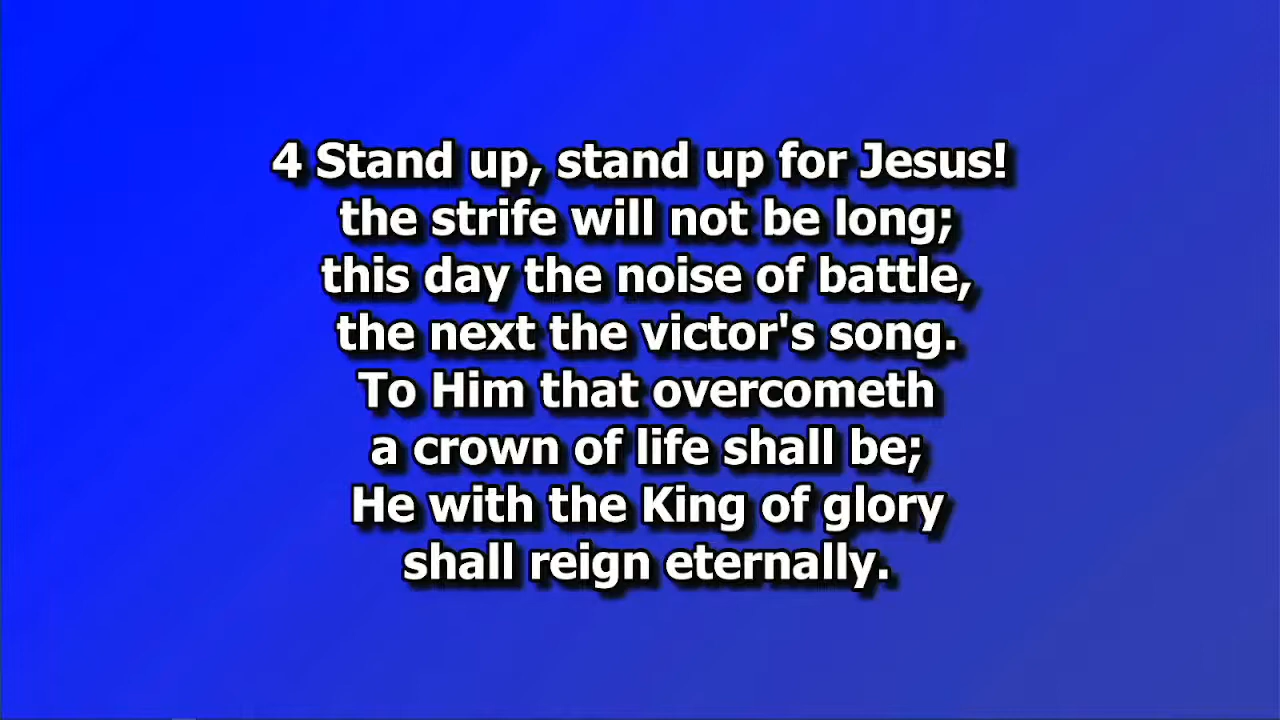 4 Stand up, stand up for Jesus!
the strife will not be long;
this day the noise of battle,
the next the victor's song.
To Him that overcometh
a crown of life shall be;
He with the King of glory
shall reign eternally.